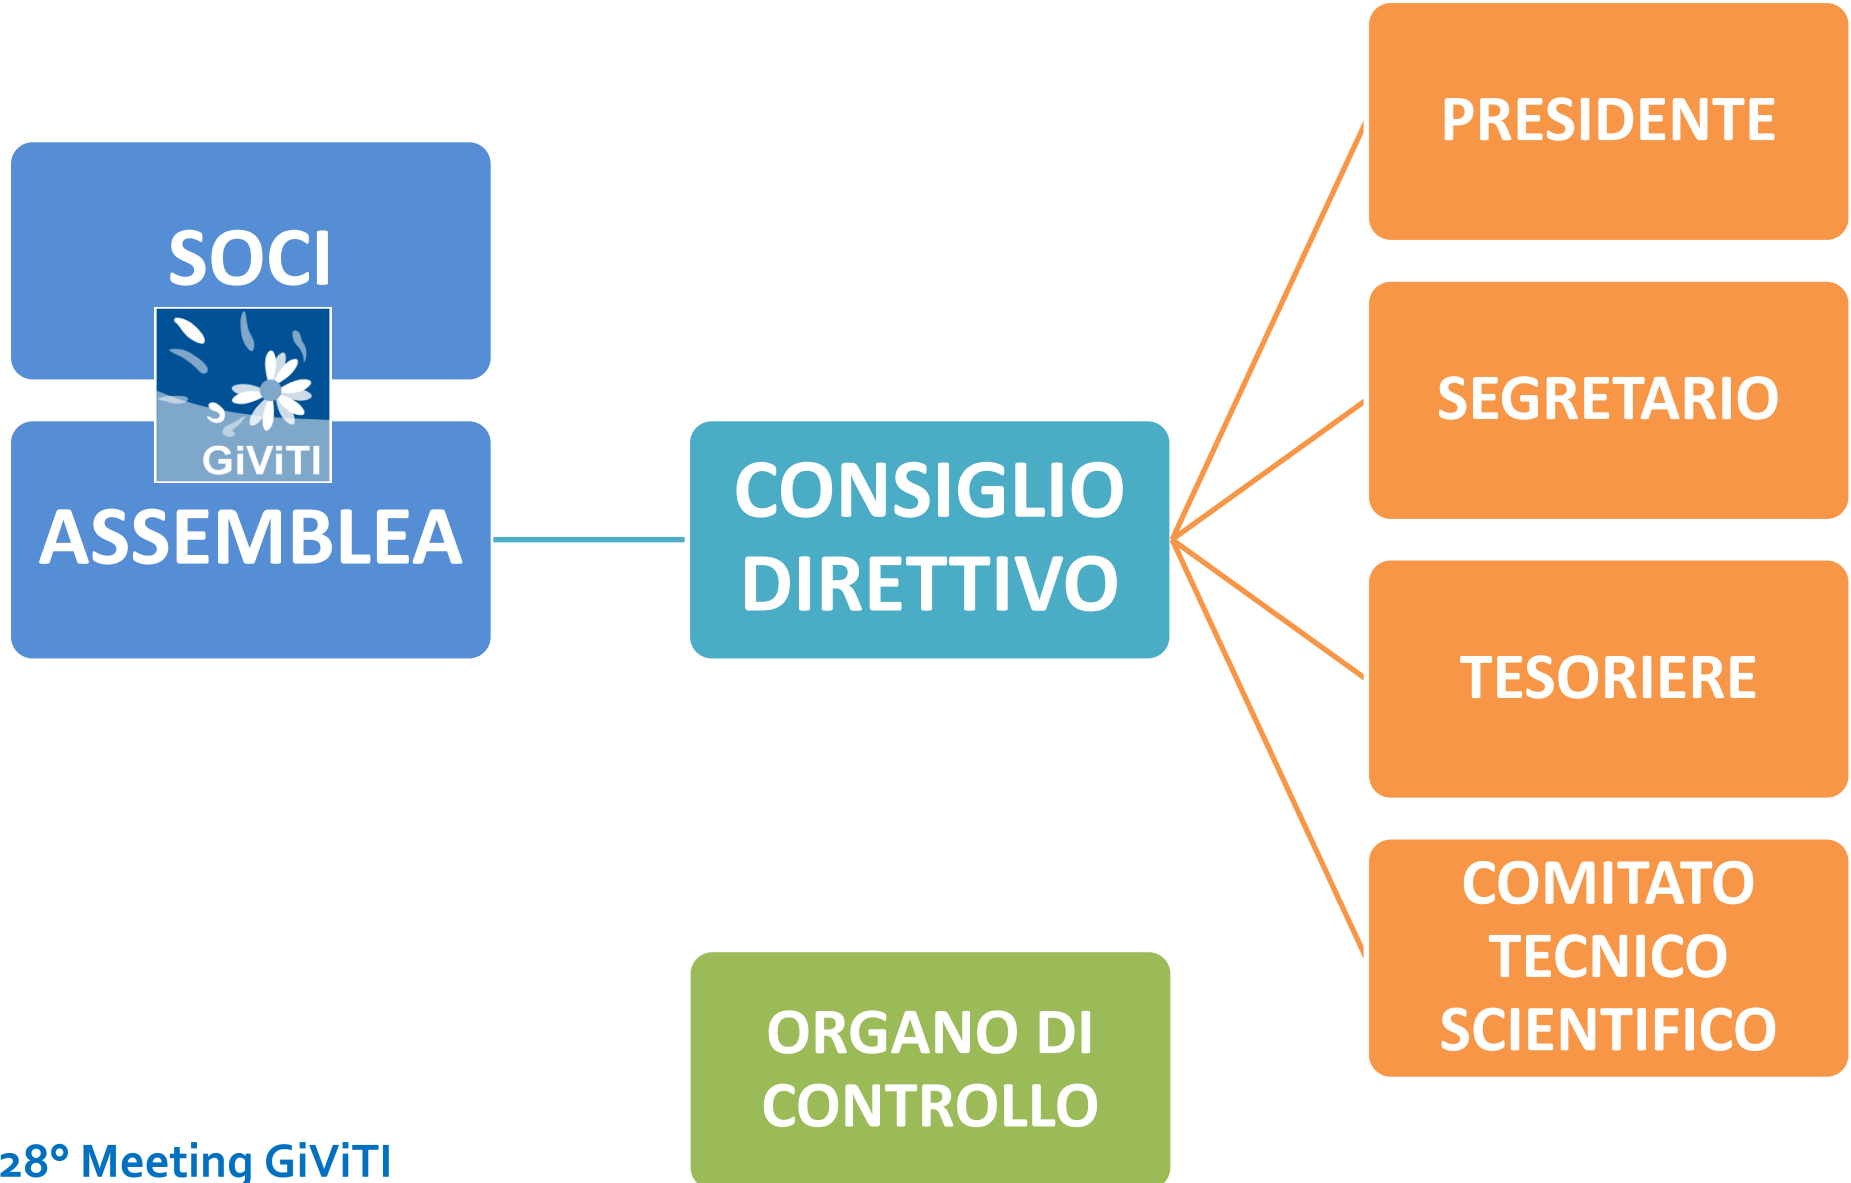 SOCI
GiViTI
ASSEMBLEA
CONSIGLIO
DIRETTIVO
PRESIDENTE
SEGRETARIO
TESORIERE
COMITATO
TECNICO
SCIENTIFICO
ORGANO DI
CONTROLLO
28° Meeting GiViTI